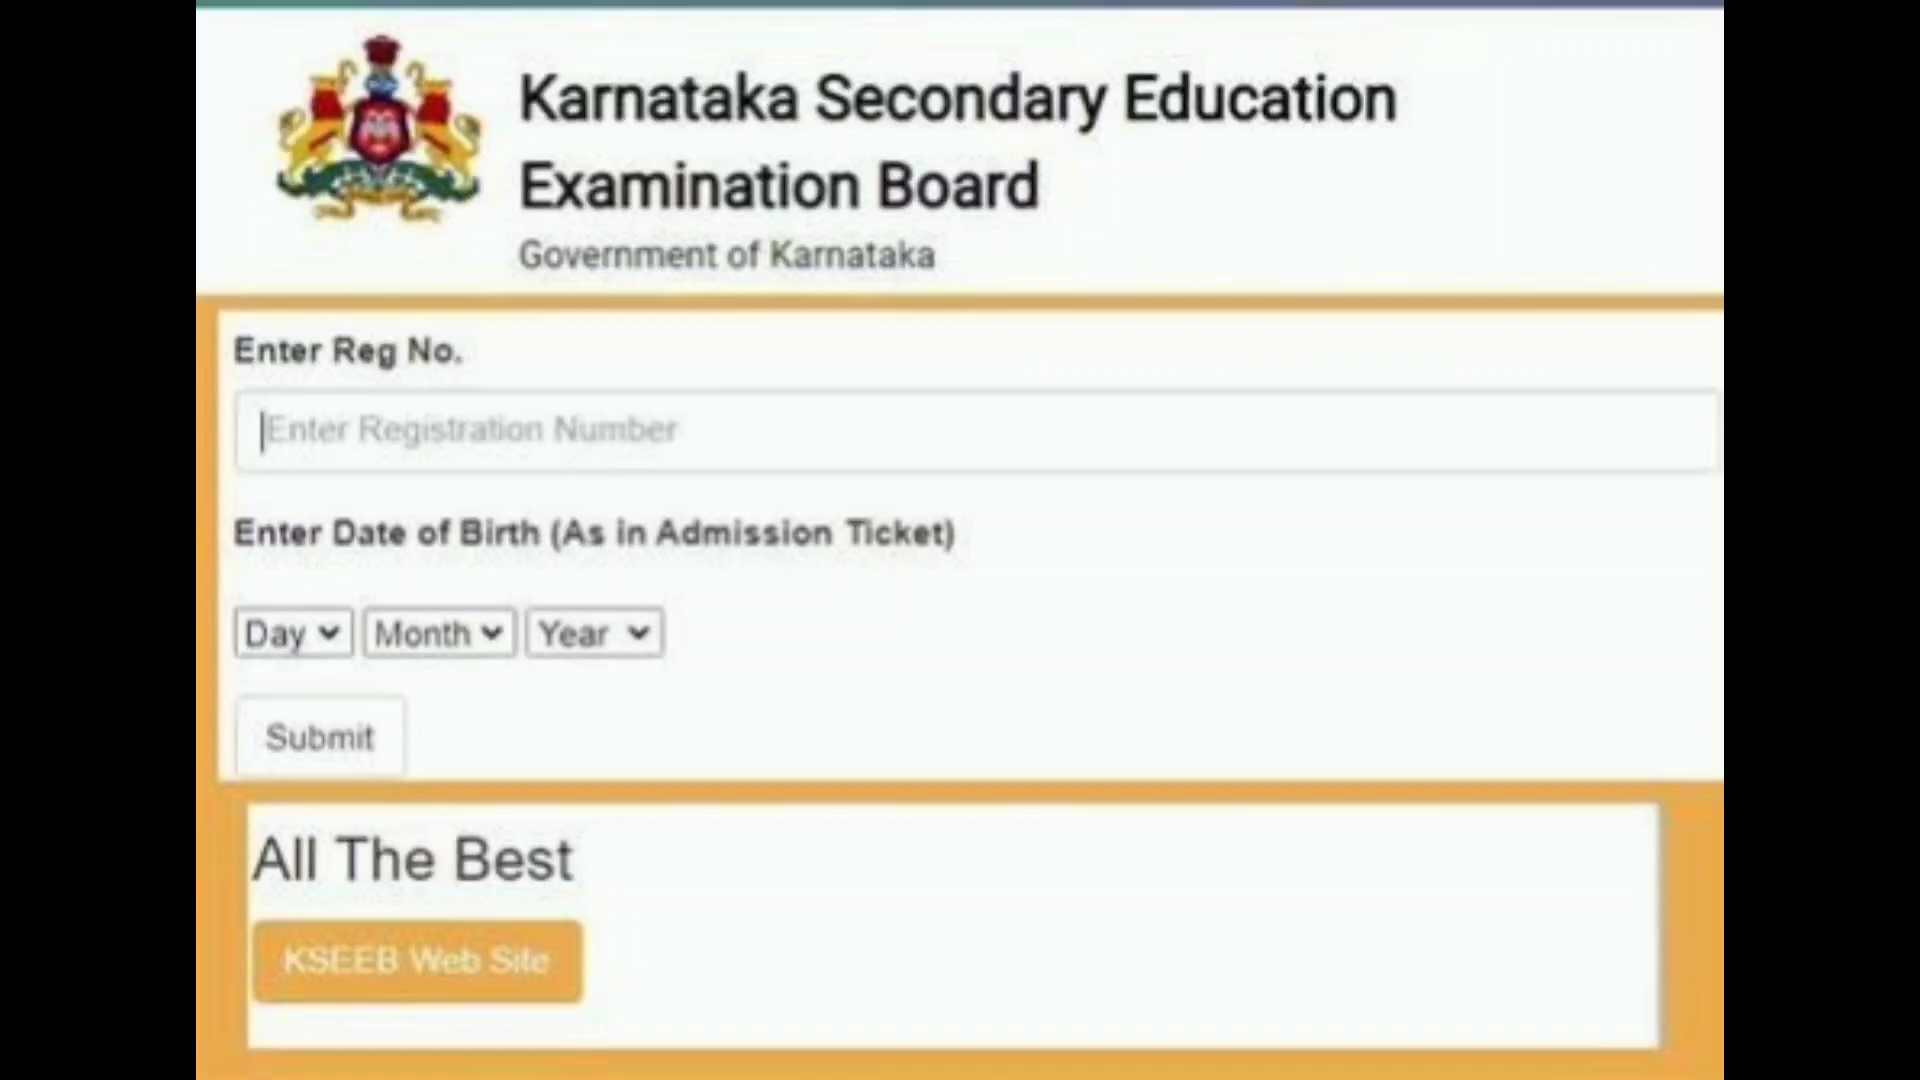 Karnataka Secondary Education
Examination Board
Government of Karnataka
Enter Reg No.
Enter Registration Number
Enter Date of Birth (As in Admission Ticket)
Day Month Year
Submit
All The Best
KSEEB Web Site